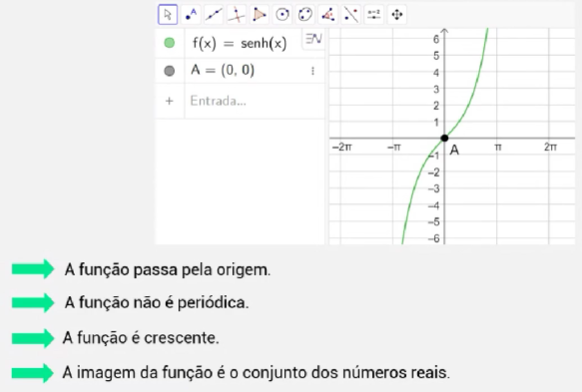 f(x) = senh(x)
A = (0, 0)
Entrada...
6
5
4
3
2
1
-2π -π A π 2π
-1
-2
-3
-4
-5
-6
A função passa pela origem.
A função não é periódica.
A função é crescente.
A imagem da função é o conjunto dos números reais.